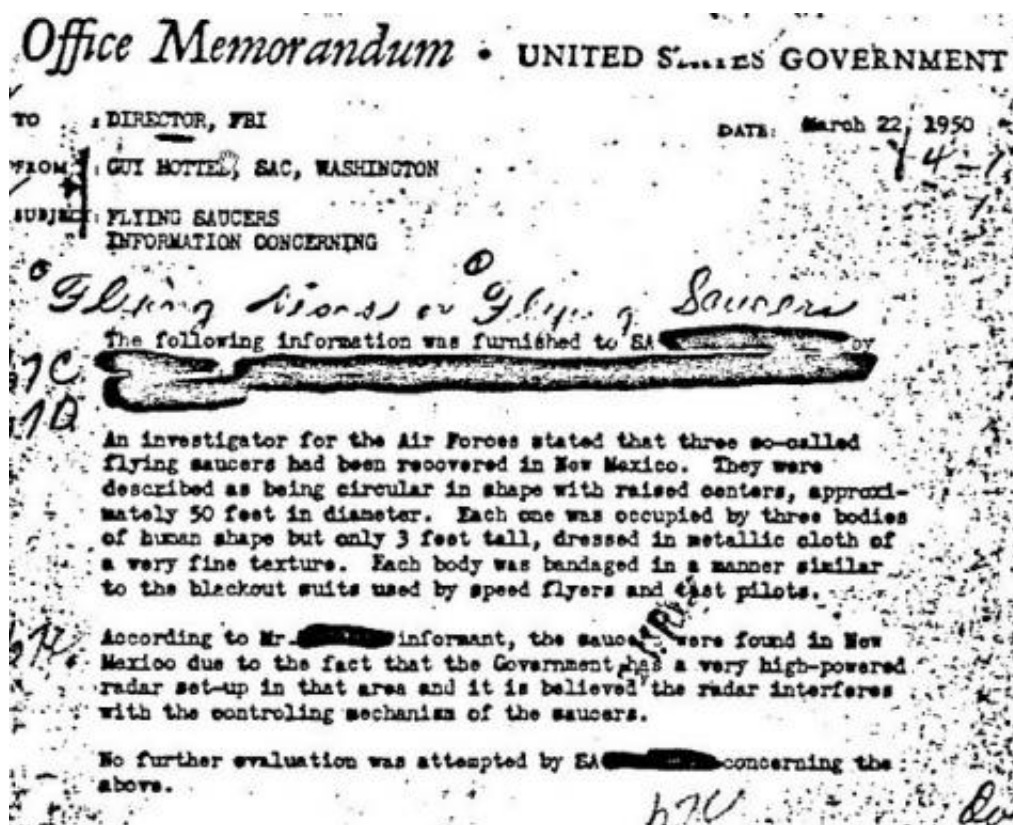 Office Memorandum • UNITED STATES GOVERNMENT
TO : DIRECTOR, FBI DATE: March 22, 1950
FROM : GUY HOTTEL, SAC, WASHINGTON
SUBJECT: FLYING SAUCERS
INFORMATION CONCERNING
Flying or Flying Saucers
The following information was furnished to SA by
An investigator for the Air Forces stated that three so-called
flying saucers had been recovered in New Mexico. They were
described as being circular in shape with raised centers, approxi-
mately 50 feet in diameter. Each one was occupied by three bodies
of human shape but only 3 feet tall, dressed in metallic cloth of
a very fine texture. Each body was bandaged in a manner similar
to the blackout suits used by speed flyers and test pilots.
According to Mr. informant, the were found in New
Mexico due to the fact that the Government has a very high-powered
radar set-up in that area and it is believed the radar interferes
with the controling mechanism of the saucers.
No further evaluation was attempted by SA concerning the
above.
b7C